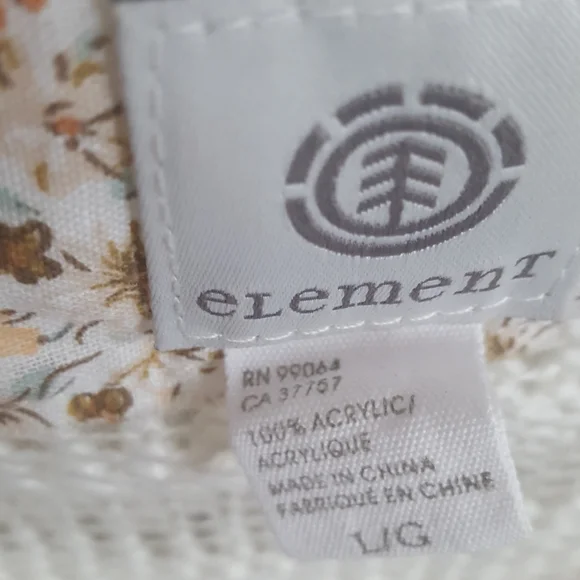 eLemenT
RN 99064
CA 37757
100% ACRYLIC/
ACRYLIQUE
MADE IN CHINA
FABRIQUÉ EN CHINE
L/G